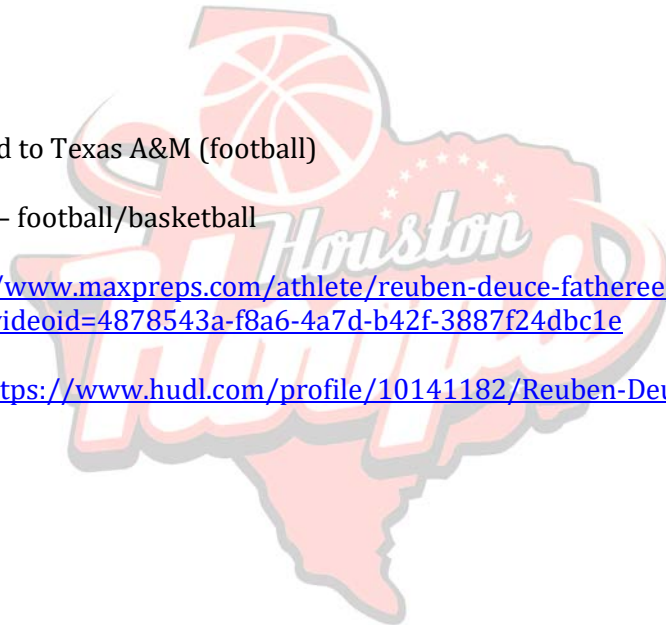 d to Texas A&M (football)
– football/basketball
Houston
/www.maxpreps.com/athlete/reuben-deuce-fatheree
videoid=4878543a-f8a6-4a7d-b42f-3887f24dbc1e
Hoops
tps://www.hudl.com/profile/10141182/Reuben-Deu